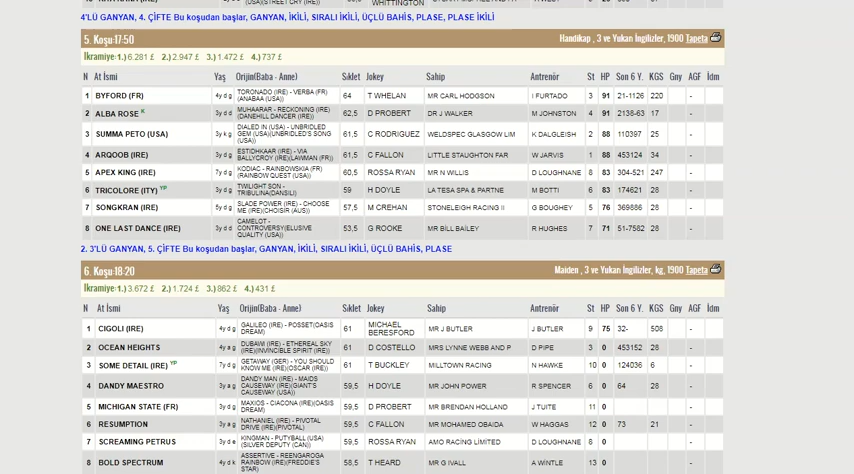 WHITTINGTON
4'LÜ GANYAN, 4. ÇİFTE Bu koşudan başlar, GANYAN, İKİLİ, SIRALI İKİLİ, ÜÇLÜ BAHİS, PLASE, PLASE İKİLİ
5. Koşu:17-50 Handikap , 3 ve Yukarı İngilizler, 1900 Tapeta
İkramiye:1.) 6.281 £ 2.) 2.947 £ 3.) 1.472 £ 4.) 737 £
N At İsmi Yaş Orijin(Baba - Anne) Sıklet Jokey Sahip Antrenör St HP Son 6 Y. KGS Gny AGF İdm
1 BYFORD (FR) 4y d g TORONADO (IRE) - VERBA (FR) (ANABAA (USA)) 64 T WHELAN MR CARL HODGSON I FURTADO 3 91 21-1126 220 -
2 ALBA ROSE K 3y d d MUHAARAR - RECKONING (IRE) (DANEHILL DANCER (IRE)) 62,5 D PROBERT DR J WALKER M JOHNSTON 4 91 2138-63 17 -
3 SUMMA PETO (USA) 3y k g DIALED IN (USA) - UNBRIDLED GEM (USA)(UNBRIDLED'S SONG (USA)) 61,5 C RODRIGUEZ WELDSPEC GLASGOW LIM K DALGLEISH 2 88 110397 25 -
4 ARQOOB (IRE) 3y d g ESTIDHKAAR (IRE) - VIA BALLYCROY (IRE)(LAWMAN (FR)) 61,5 C FALLON LITTLE STAUGHTON FAR W JARVIS 1 88 453124 34 -
5 APEX KING (IRE) 7y d g KODIAC - RAINBOWSKIA (FR) (RAINBOW QUEST (USA)) 60,5 ROSSA RYAN MR N WILLIS D LOUGHNANE 8 83 304-521 247 -
6 TRICOLORE (ITY) YP 3y d g TWILIGHT SON - TRIBULINA(DANSILI) 59 H DOYLE LA TESA SPA & PARTNE M BOTTI 6 83 174621 28 -
7 SONGKRAN (IRE) 5y d g SLADE POWER (IRE) - CHOOSE ME (IRE)(CHOISIR (AUS)) 57,5 M CREHAN STONELEIGH RACING II G BOUGHEY 5 76 369886 28 -
8 ONE LAST DANCE (IRE) 3y d d CAMELOT - CONTROVERSY(ELUSIVE QUALITY (USA)) 53,5 G ROOKE MR BİLL BAİLEY R HUGHES 7 71 51-7582 28 -
2. 3'LÜ GANYAN, 5. ÇİFTE Bu koşudan başlar, GANYAN, İKİLİ, SIRALI İKİLİ, ÜÇLÜ BAHİS, PLASE
6. Koşu:18-20 Maiden , 3 ve Yukarı İngilizler, kg, 1900 Tapeta
İkramiye:1.) 3.672 £ 2.) 1.724 £ 3.) 862 £ 4.) 431 £
N At İsmi Yaş Orijin(Baba - Anne) Sıklet Jokey Sahip Antrenör St HP Son 6 Y. KGS Gny AGF İdm
1 CIGOLI (IRE) 4y d g GALILEO (IRE) - POSSET(OASIS DREAM) 61 MICHAEL BERESFORD MR J BUTLER J BUTLER 9 75 32- 508 -
2 OCEAN HEIGHTS 4y a g DUBAWI (IRE) - ETHEREAL SKY (IRE)(INVINCIBLE SPIRIT (IRE)) 61 D COSTELLO MRS LYNNE WEBB AND P D PIPE 3 0 453152 28 -
3 SOME DETAIL (IRE) YP 7y d g GETAWAY (GER) - YOU SHOULD KNOW ME (IRE)(OSCAR (IRE)) 61 T BUCKLEY MILLTOWN RACING N HAWKE 10 0 124036 6 -
4 DANDY MAESTRO 3y a g DANDY MAN (IRE) - MAIDS CAUSEWAY (IRE)(GIANT'S CAUSEWAY (USA)) 59,5 H DOYLE MR JOHN POWER R SPENCER 6 0 64 28 -
5 MICHIGAN STATE (FR) 3y d g MAXIOS - CIACONA (IRE)(OASIS DREAM) 59,5 D PROBERT MR BRENDAN HOLLAND J TUITE 11 0 -
6 RESUMPTION 3y a g NATHANIEL (IRE) - PIVOTAL DRIVE (IRE)(PIVOTAL) 59,5 C FALLON MR MOHAMED OBAIDA W HAGGAS 12 0 73 21 -
7 SCREAMING PETRUS 3y d e KINGMAN - PUTYBALL (USA) (SILVER DEPUTY (CAN)) 59,5 ROSSA RYAN AMO RACİNG LİMİTED D LOUGHNANE 8 0 -
8 BOLD SPECTRUM 4y d k ASSERTIVE - REENGAROGA RAINBOW (IRE)(FREDDIE'S STAR) 58,5 T HEARD MR G IVALL A WİNTLE 13 0 -